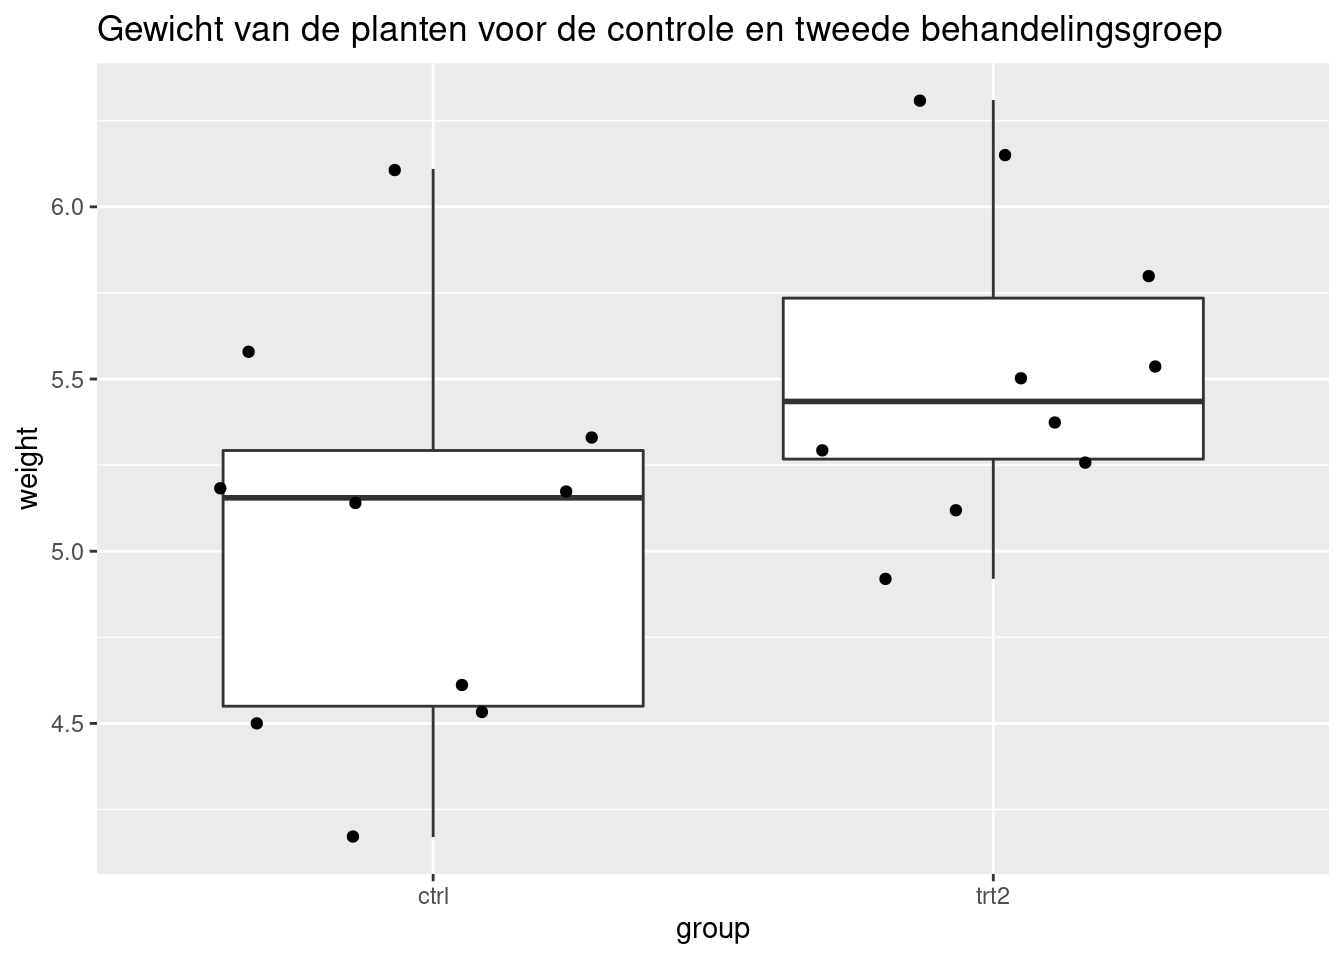 Gewicht van de planten voor de controle en tweede behandelingsgroep
6.0
5.5
5.0
4.5
weight
ctrl trt2
group